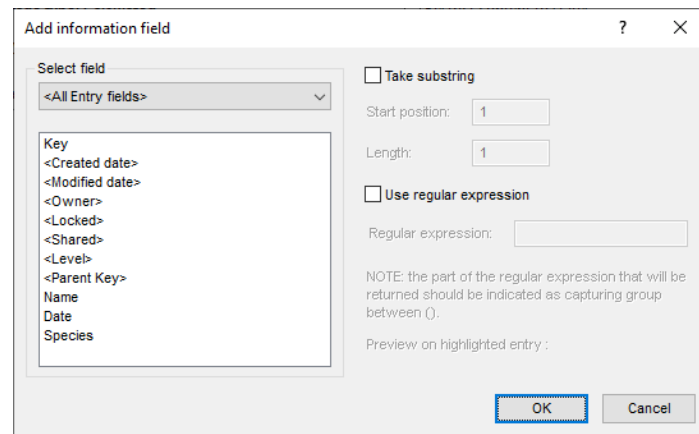 Add information field
?
Select field
<All Entry fields>
Key
<Created date>
<Modified date>
<Owner>
<Locked>
<Shared>
<Level>
<Parent Key>
Name
Date
Species
Take substring
Start position: 1
Length: 1
Use regular expression
Regular expression:
NOTE: the part of the regular expression that will be
returned should be indicated as capturing group
between ().
Preview on highlighted entry :
OK Cancel